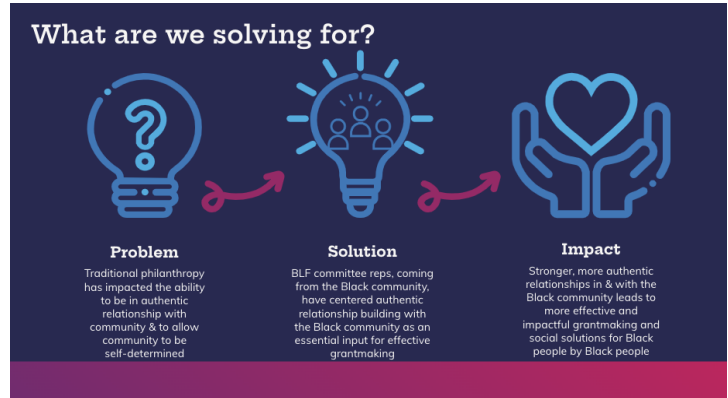 What are we solving for?
Problem
Traditional philanthropy
has impacted the ability
to be in authentic
relationship with
community & to allow
community to be
self-determined
Solution
BLF committee reps, coming
from the Black community,
have centered authentic
relationship building with
the Black community as an
essential input for effective
grantmaking
Impact
Stronger, more authentic
relationships in & with the
Black community leads to
more effective and
impactful grantmaking and
social solutions for Black
people by Black people